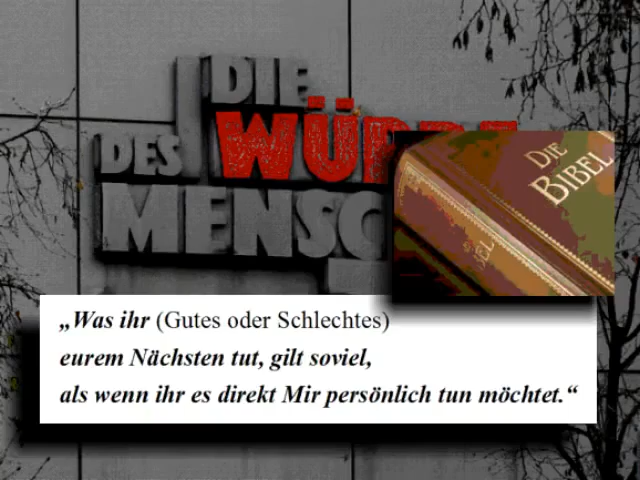 DIE
WÜRDE
DES
MENSC
DIE
BIBEL
„Was ihr (Gutes oder Schlechtes)
eurem Nächsten tut, gilt soviel,
als wenn ihr es direkt Mir persönlich tun möchtet.“